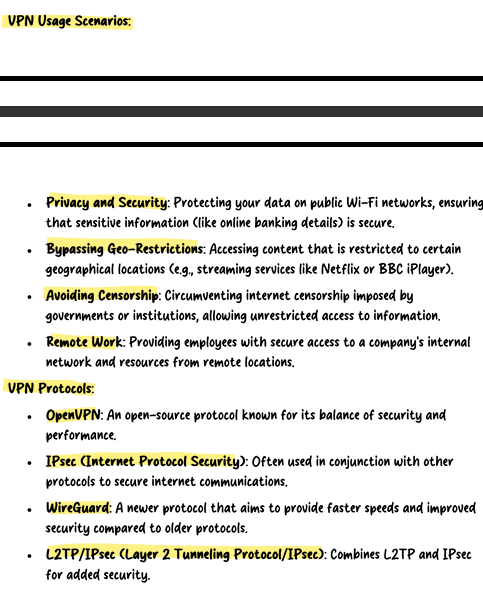 VPN Usage Scenarios:
• Privacy and Security: Protecting your data on public Wi-Fi networks, ensuring
that sensitive information (like online banking details) is secure.
• Bypassing Geo-Restrictions: Accessing content that is restricted to certain
geographical locations (e.g., streaming services like Netflix or BBC iPlayer).
• Avoiding Censorship: Circumventing internet censorship imposed by
governments or institutions, allowing unrestricted access to information.
• Remote Work: Providing employees with secure access to a company's internal
network and resources from remote locations.
VPN Protocols:
• OpenVPN: An open-source protocol known for its balance of security and
performance.
• IPsec (Internet Protocol Security): Often used in conjunction with other
protocols to secure internet communications.
• WireGuard: A newer protocol that aims to provide faster speeds and improved
security compared to older protocols.
• L2TP/IPsec (Layer 2 Tunneling Protocol/IPsec): Combines L2TP and IPsec
for added security.